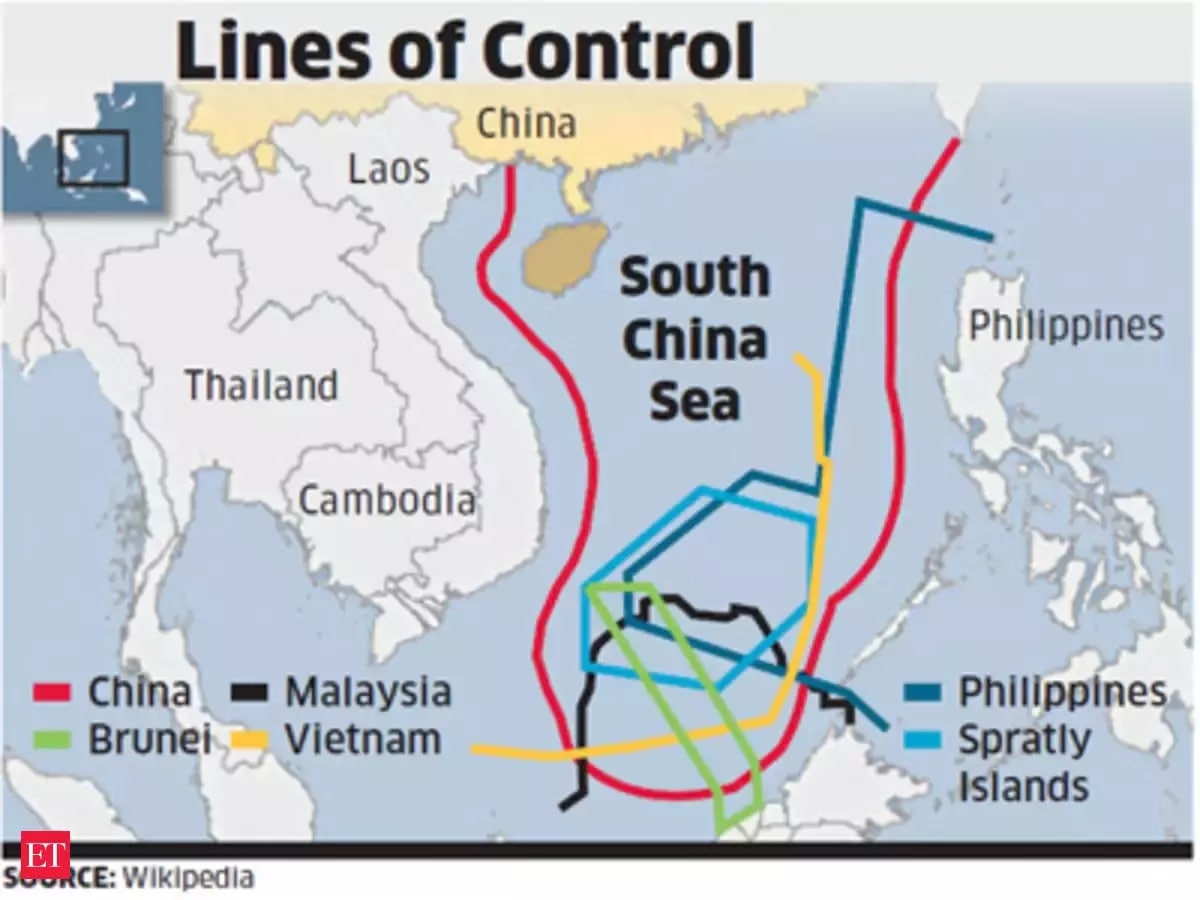 Lines of Control
China
Laos
South
China
Sea
Philippines
Thailand
Cambodia
China
Malaysia
Brunei
Vietnam
Philippines
Spratly
Islands
ET
SOURCE: Wikipedia